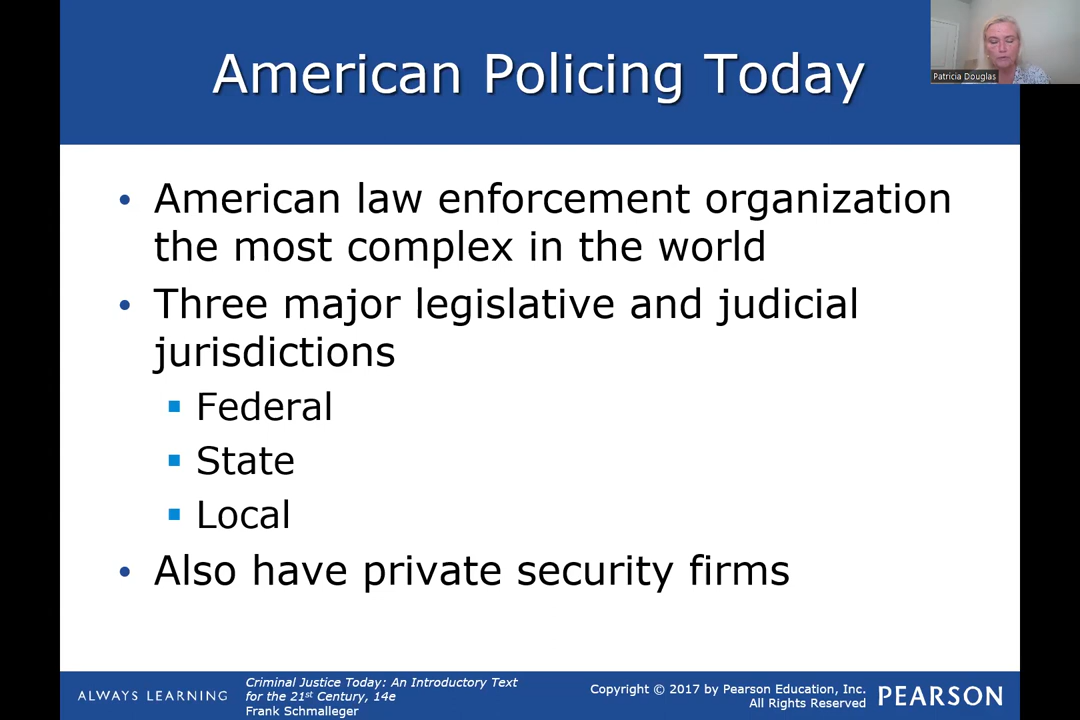 American Policing Today
Patricia Douglas
• American law enforcement organization
the most complex in the world
• Three major legislative and judicial
jurisdictions
▪ Federal
▪ State
▪ Local
• Also have private security firms
ALWAYS LEARNING
Criminal Justice Today: An Introductory Text
for the 21st Century, 14e
Frank Schmalleger
Copyright © 2017 by Pearson Education, Inc.
All Rights Reserved
PEARSON